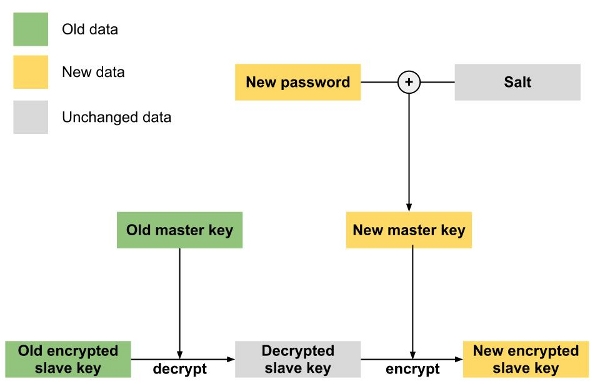 Old data
New data
Unchanged data
New password
+
Salt
Old master key
New master key
Old encrypted
slave key
decrypt
Decrypted
slave key
encrypt
New encrypted
slave key